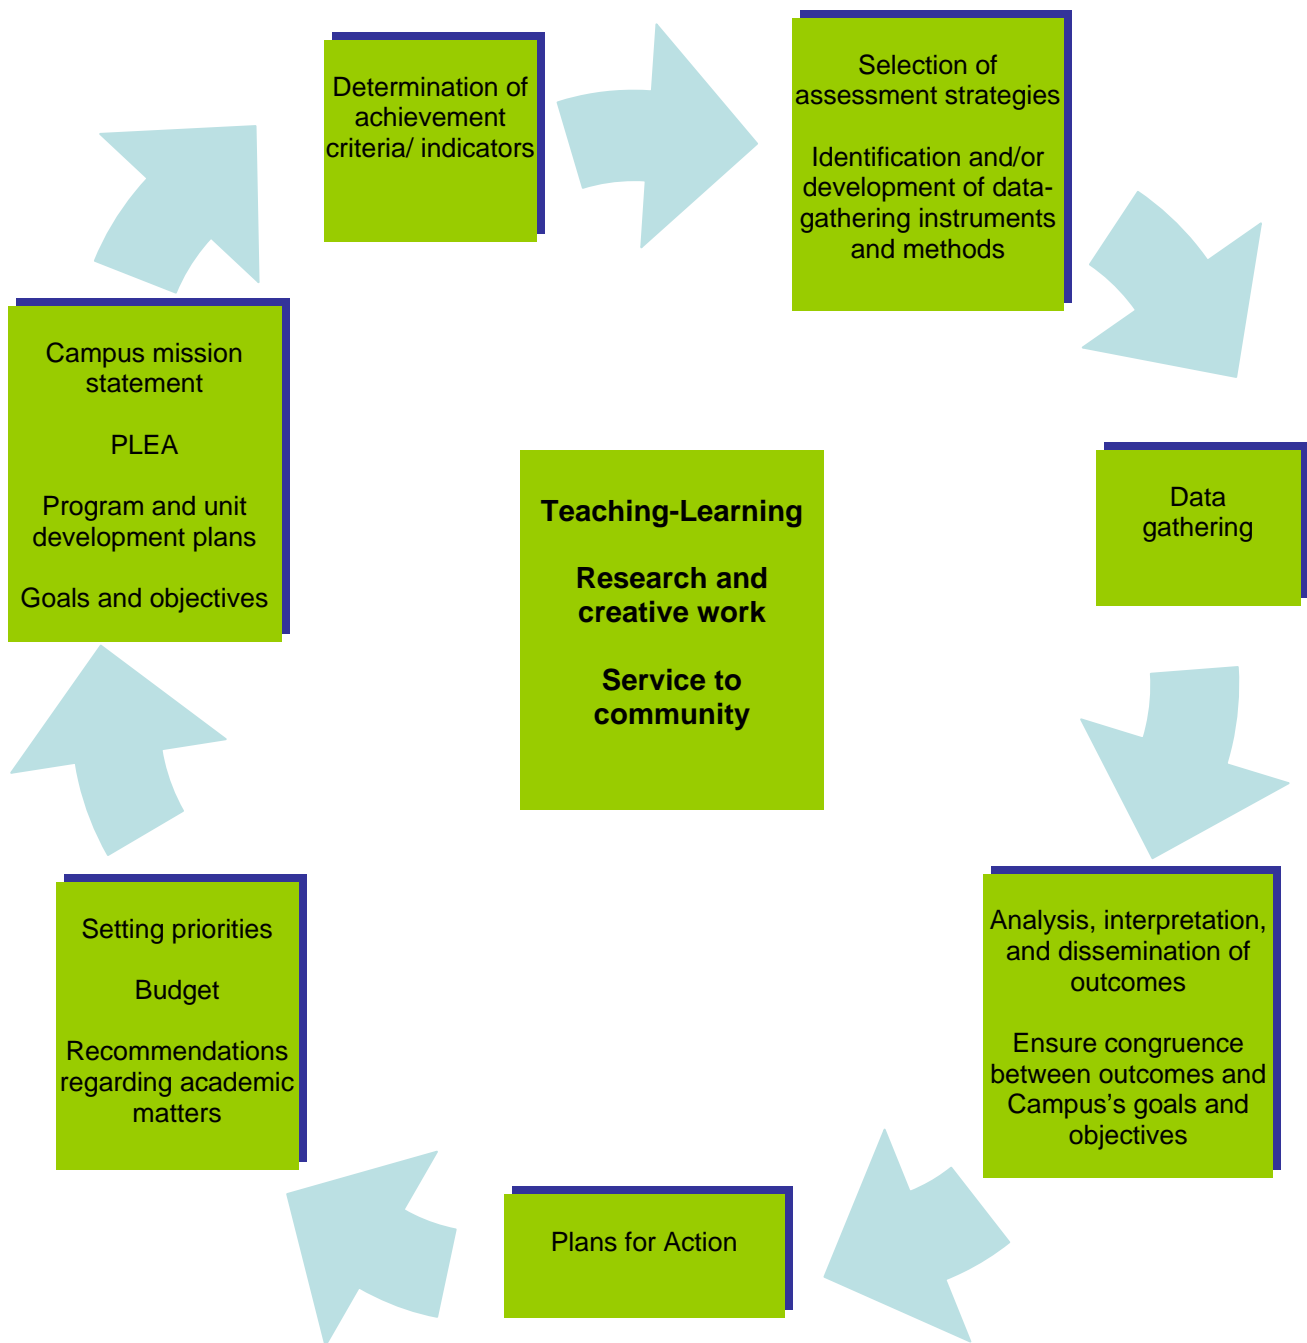 Determination of
achievement
criteria/ indicators
Selection of
assessment strategies
Identification and/or
development of data-
gathering instruments
and methods
Campus mission
statement
PLEA
Program and unit
development plans
Goals and objectives
Teaching-Learning
Research and
creative work
Service to
community
Data
gathering
Setting priorities
Budget
Recommendations
regarding academic
matters
Analysis, interpretation,
and dissemination of
outcomes
Ensure congruence
between outcomes and
Campus’s goals and
objectives
Plans for Action